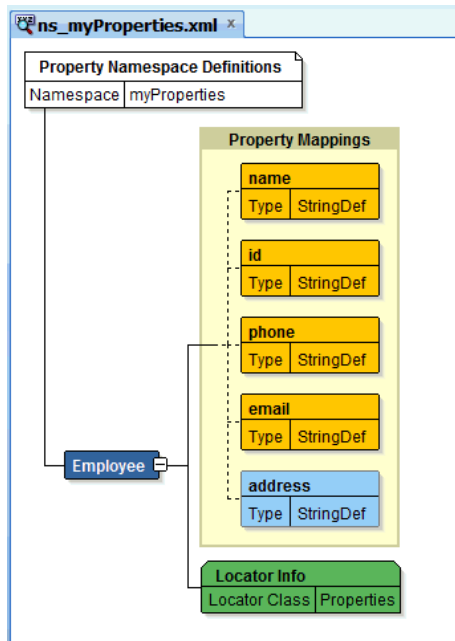 ns_myProperties.xml x
Property Namespace Definitions
Namespace myProperties
Property Mappings
name
Type StringDef
id
Type StringDef
phone
Type StringDef
email
Type StringDef
Employee
address
Type StringDef
Locator Info
Locator Class Properties